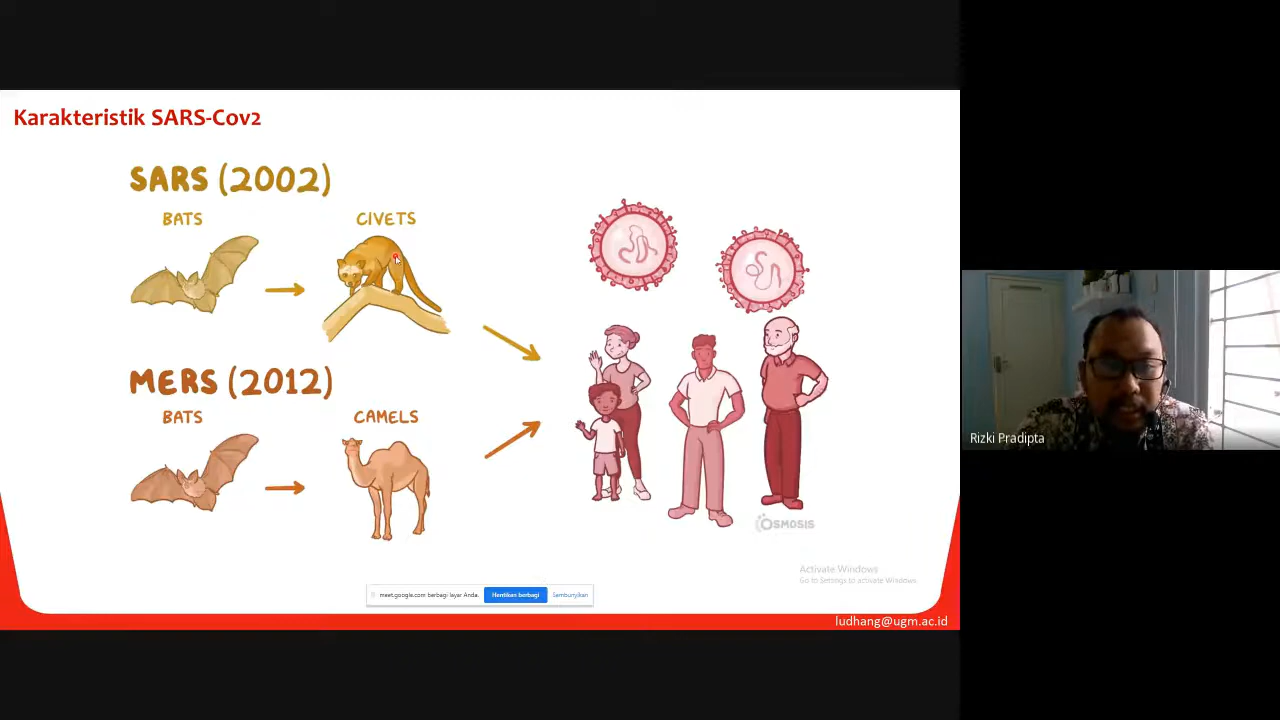 Karakteristik SARS-Cov2
SARS (2002)
BATS
CIVETS
MERS (2012)
BATS
CAMELS
OSMOSIS
Activate Windows
Go to Settings to activate Windows.
meet.google.com berbagi layar Anda.
Hentikan berbagi
Sembunyikan
ludhang@ugm.ac.id
Rizki Pradipta